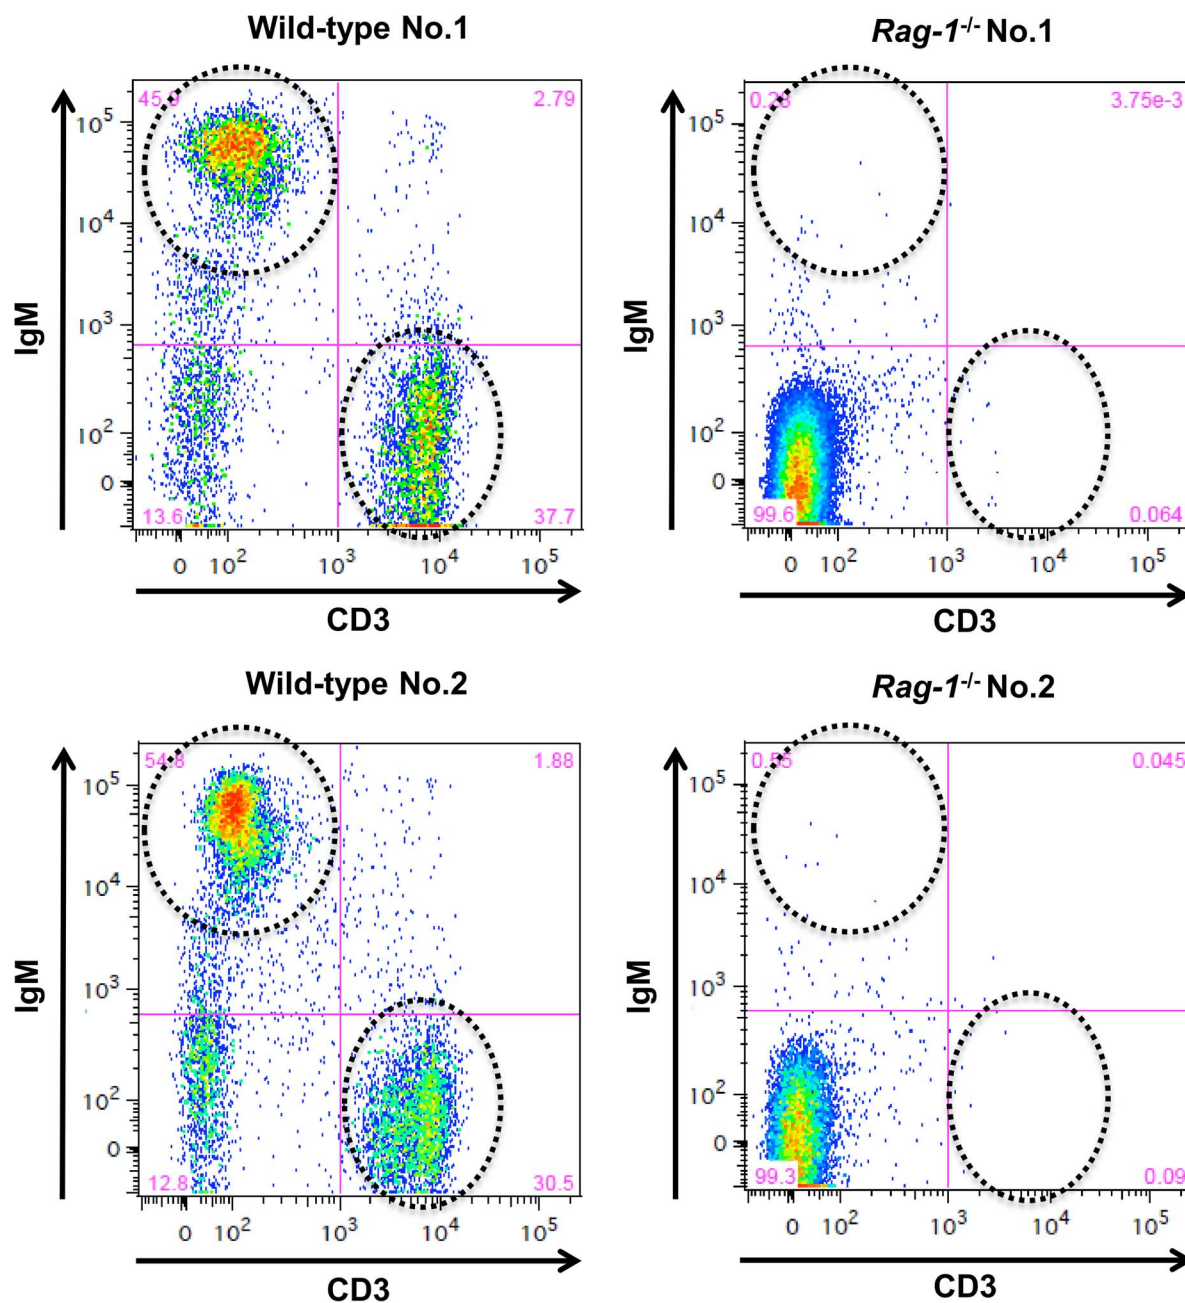 Wild-type No.1
Rag-1-/- No.1
45.9 2.79
0.28 3.75e-3
10⁵
10⁴
10³
10²
0
IgM
13.6 37.7
0 10² 10³ 10⁴ 10⁵
CD3
10⁵
10⁴
10³
10²
0
IgM
99.6 0.064
0 10² 10³ 10⁴ 10⁵
CD3
Wild-type No.2
Rag-1-/- No.2
54.8 1.88
0.55 0.045
10⁵
10⁴
10³
10²
0
IgM
12.8 30.5
0 10² 10³ 10⁴ 10⁵
CD3
10⁵
10⁴
10³
10²
0
IgM
99.3 0.09
0 10² 10³ 10⁴ 10⁵
CD3